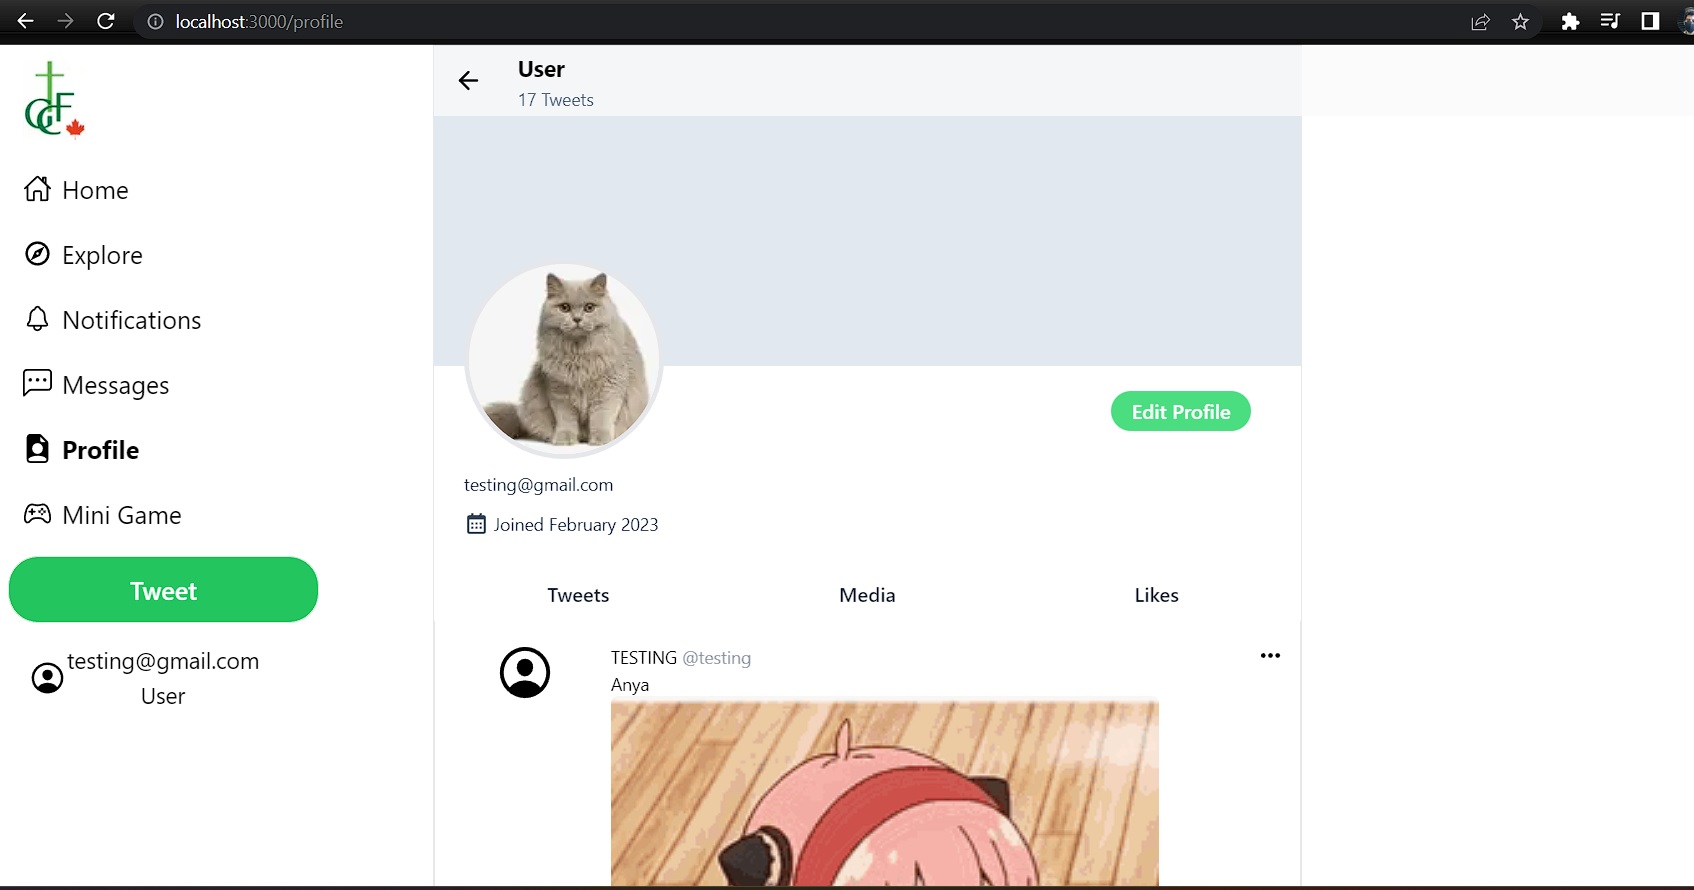 localhost:3000/profile
CGCF
Home
Explore
Notifications
Messages
Profile
Mini Game
Tweet
testing@gmail.com
User
User
17 Tweets
Edit Profile
testing@gmail.com
Joined February 2023
Tweets Media Likes
TESTING @testing
Anya